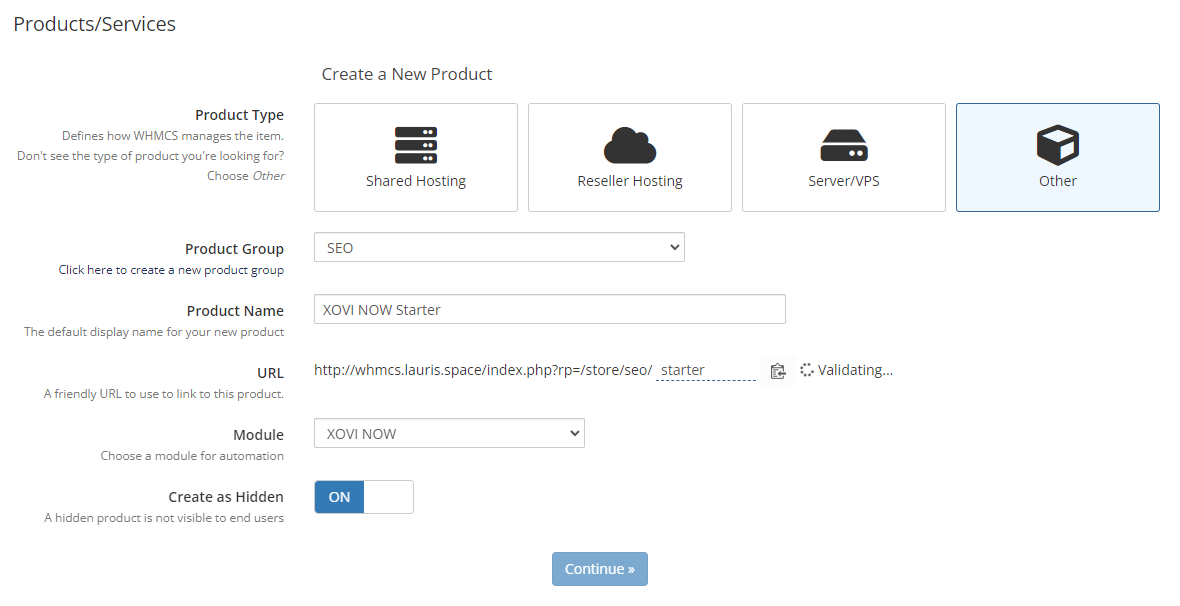 Products/Services
Create a New Product
Product Type
Defines how WHMCS manages the item.
Don't see the type of product you're looking for?
Choose Other
Shared Hosting
Reseller Hosting
Server/VPS
Other
Product Group
Click here to create a new product group
SEO
Product Name
The default display name for your new product
XOVI NOW Starter
URL
A friendly URL to use to link to this product.
http://whmcs.lauris.space/index.php?rp=/store/seo/ starter Validating...
Module
Choose a module for automation
XOVI NOW
Create as Hidden
A hidden product is not visible to end users
ON
Continue »